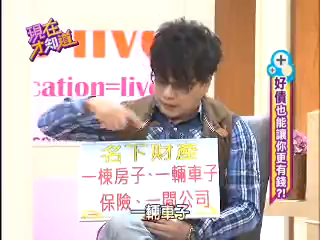 現在才知道
live
cation=live
好債也能讓你更有錢?!
名下財產
一棟房子、一輛車子
保險、一間公司
一輛車子